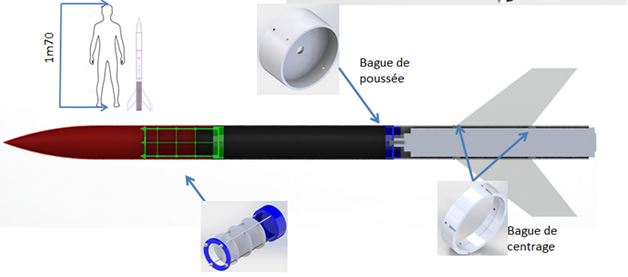 1m70
Bague de
poussée
Bague de
centrage